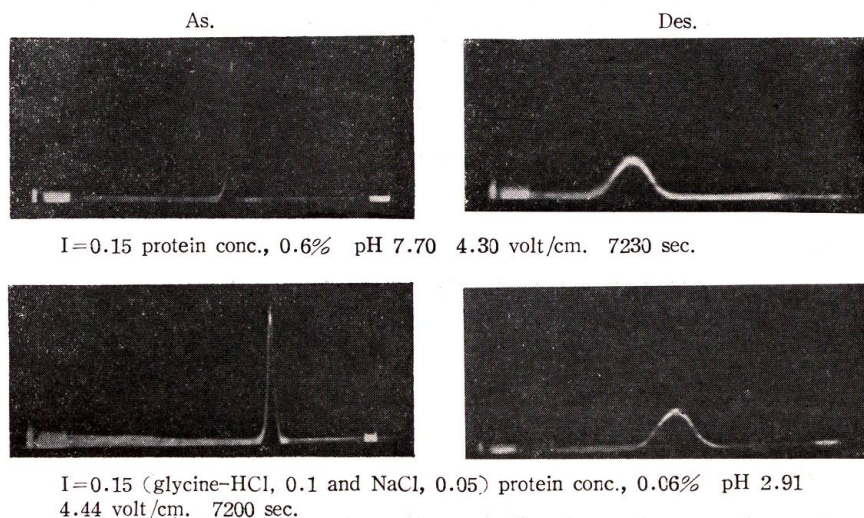 As. Des.
I=0.15 protein conc., 0.6% pH 7.70 4.30 volt/cm. 7230 sec.
I=0.15 (glycine-HCl, 0.1 and NaCl, 0.05) protein conc., 0.06% pH 2.91
4.44 volt/cm. 7200 sec.